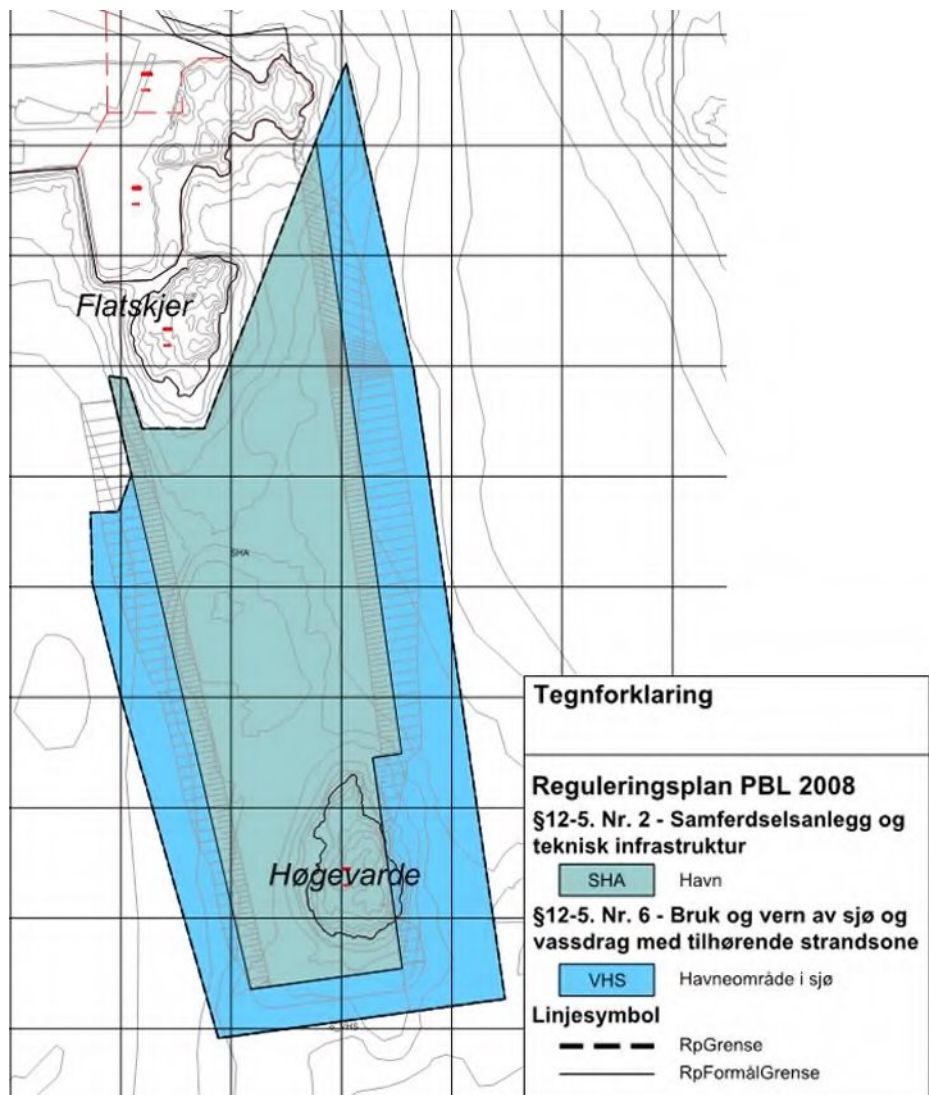 Flatskjer
SHA
Høgevarde
o_VHS
Tegnforklaring
Reguleringsplan PBL 2008
§12-5. Nr. 2 - Samferdselsanlegg og
teknisk infrastruktur
SHA Havn
§12-5. Nr. 6 - Bruk og vern av sjø og
vassdrag med tilhørende strandsone
VHS Havneområde i sjø
Linjesymbol
RpGrense
RpFormålGrense